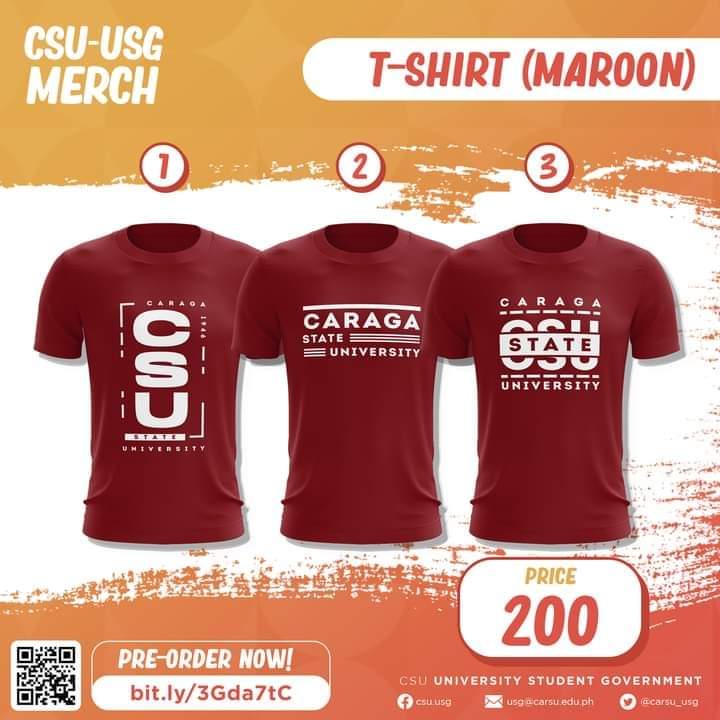 CSU-USG
MERCH
T-SHIRT (MAROON)
1
2
3
CARAGA
1946
CSU
STATE
UNIVERSITY
CARAGA
STATE
UNIVERSITY
CARAGA
CSU
STATE
UNIVERSITY
PRICE
200
PRE-ORDER NOW!
bit.ly/3Gda7tC
CSU UNIVERSITY STUDENT GOVERNMENT
csu.usg usg@carsu.edu.ph @carsu_usg